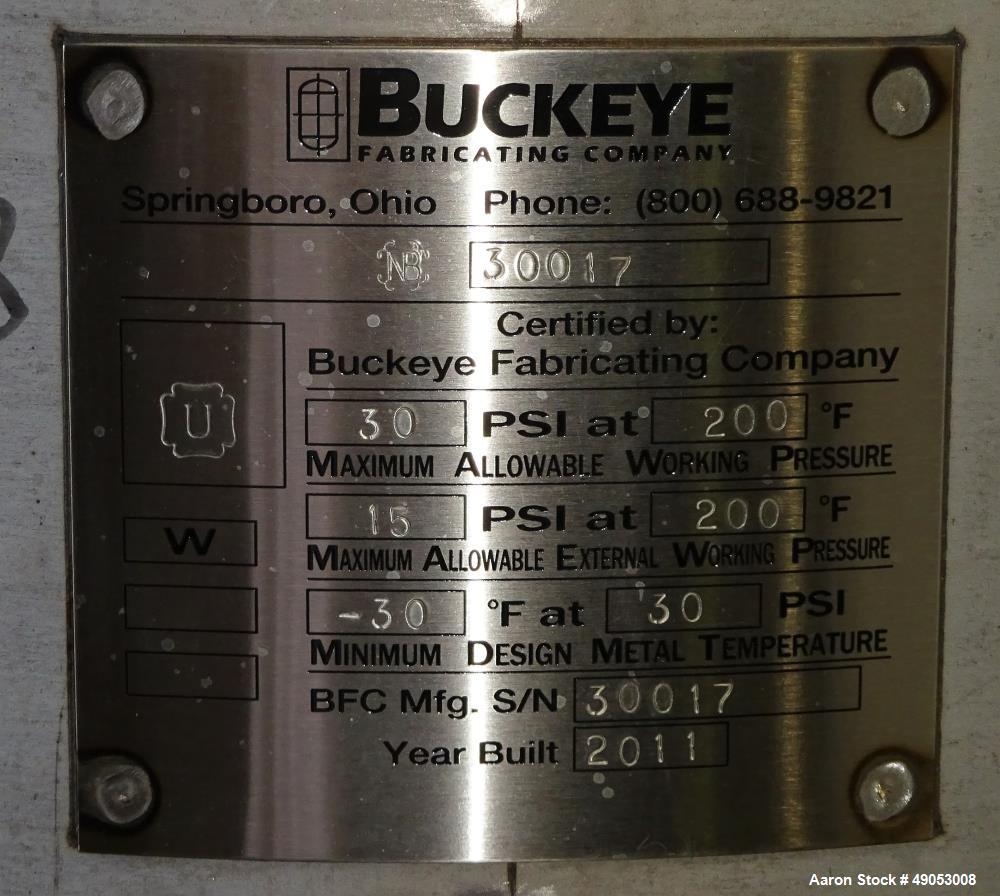 BUCKEYE
FABRICATING COMPANY
Springboro, Ohio Phone: (800) 688-9821
NB 30017
Certified by:
Buckeye Fabricating Company
U
30 PSI at 200 °F
MAXIMUM ALLOWABLE WORKING PRESSURE
15 PSI at 200 °F
W
MAXIMUM ALLOWABLE EXTERNAL WORKING PRESSURE
-30 °F at 30 PSI
MINIMUM DESIGN METAL TEMPERATURE
BFC Mfg. S/N 30017
Year Built 2011
Aaron Stock # 49053008